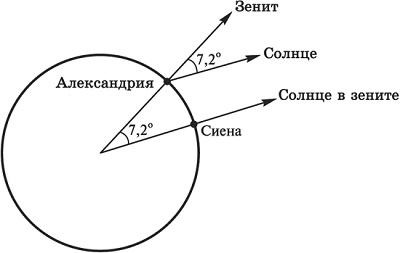 Зенит
7,2°
Солнце
Александрия
Солнце в зените
7,2°
Сиена